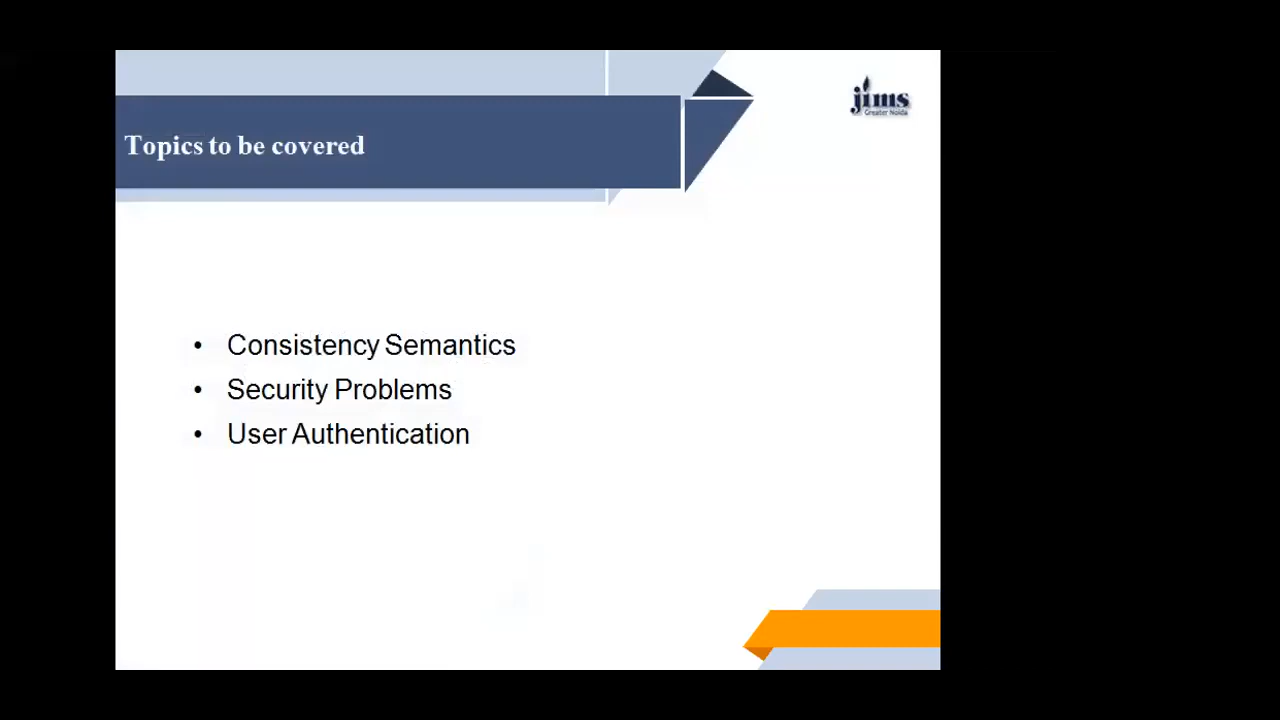 jims
Greater Noida
Topics to be covered
• Consistency Semantics
• Security Problems
• User Authentication